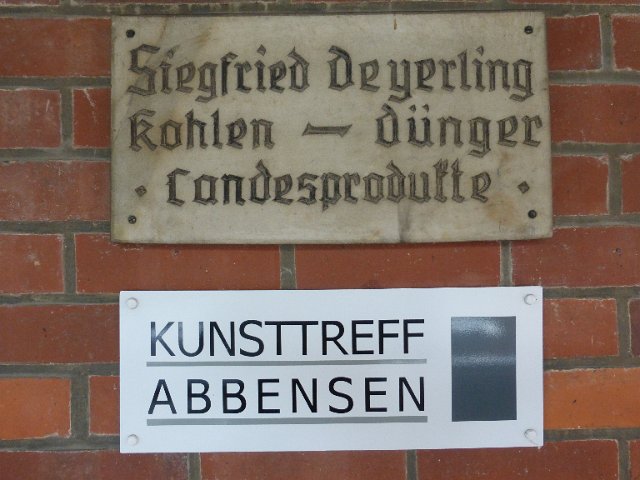 Siegfried Deyerling
Kohlen — Dünger
· Landesprodukte ·
KUNSTTREFF
ABBENSEN